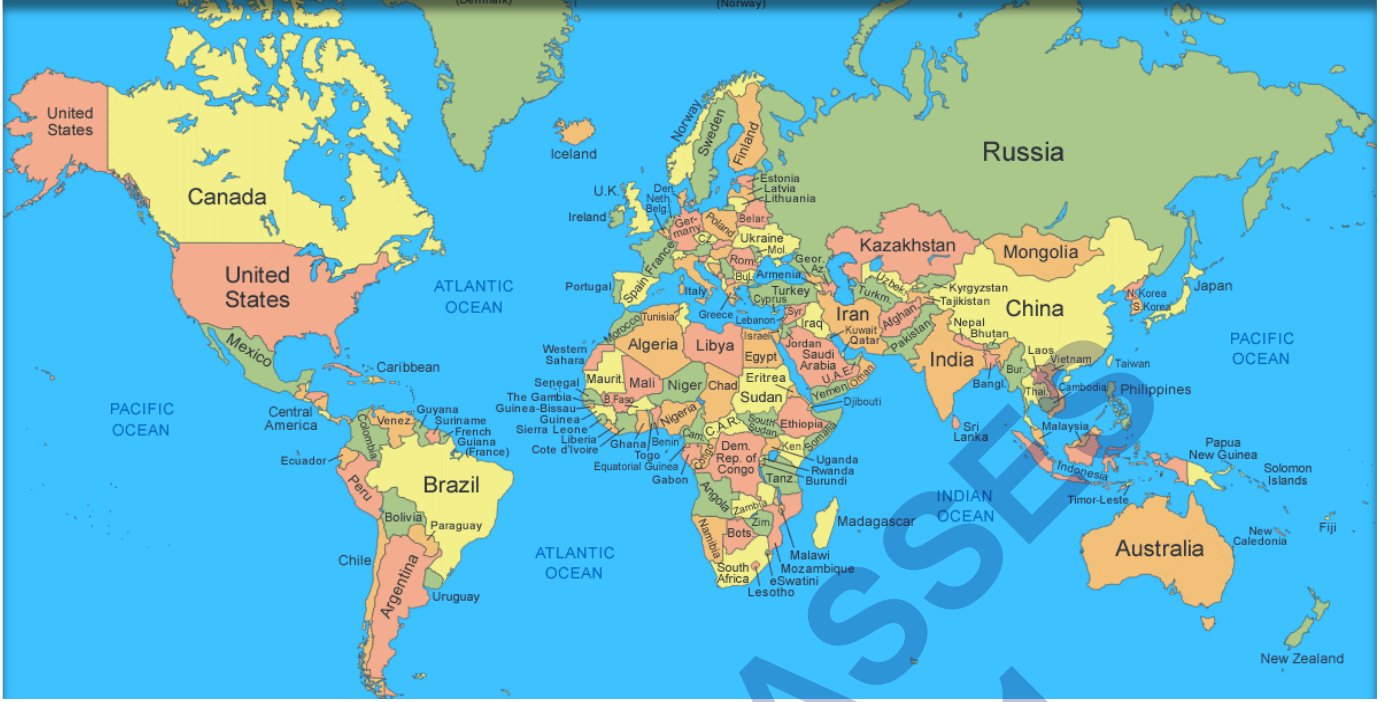 (Denmark)
(Norway)
United
States
Canada
United
States
Mexico
Caribbean
Central
America
PACIFIC
OCEAN
ATLANTIC
OCEAN
Guyana
Suriname
French
Guiana
(France)
Venez.
Colombia
Ecuador
Peru
Brazil
Bolivia
Paraguay
Chile
Argentina
Uruguay
ATLANTIC
OCEAN
Iceland
Norway
Sweden
Finland
Estonia
Latvia
Lithuania
U.K.
Ireland
Den.
Neth.
Belg.
Ger-
many
Poland
Belar.
Cz.
Ukraine
Mol.
France
Rom.
Bul.
Portugal
Spain
Italy
Greece
Geor.
Az.
Armenia
Turkey
Cyprus
Lebanon
Syr.
Israel
Iraq
Jordan
Kuwait
Qatar
Saudi
Arabia
U.A.E.
Oman
Yemen
Iran
Russia
Kazakhstan
Mongolia
Uzbek.
Turkm.
Kyrgyzstan
Tajikistan
Afghan.
Pakistan
China
N.Korea
S.Korea
Japan
Nepal
Bhutan
India
Bangl.
Bur.
Laos
Vietnam
Thai.
Cambodia
Taiwan
Philippines
Sri
Lanka
Malaysia
Indonesia
Timor-Leste
Papua
New Guinea
Solomon
Islands
PACIFIC
OCEAN
INDIAN
OCEAN
Australia
New
Caledonia
Fiji
New Zealand
Morocco
Tunisia
Algeria
Libya
Egypt
Western
Sahara
Maurit.
Mali
Niger
Chad
Eritrea
Sudan
Djibouti
Senegal
The Gambia
Guinea-Bissau
Guinea
Sierra Leone
Liberia
Cote d'Ivoire
B.Faso
Ghana
Togo
Benin
Nigeria
Cam.
Equatorial Guinea
Gabon
Congo
C.A.R.
South
Sudan
Ethiopia
Somalia
Dem.
Rep. of
Congo
Ken.
Uganda
Rwanda
Burundi
Tanz.
Angola
Zambia
Zim.
Namibia
Bots.
South
Africa
Madagascar
Malawi
Mozambique
eSwatini
Lesotho
ASSES